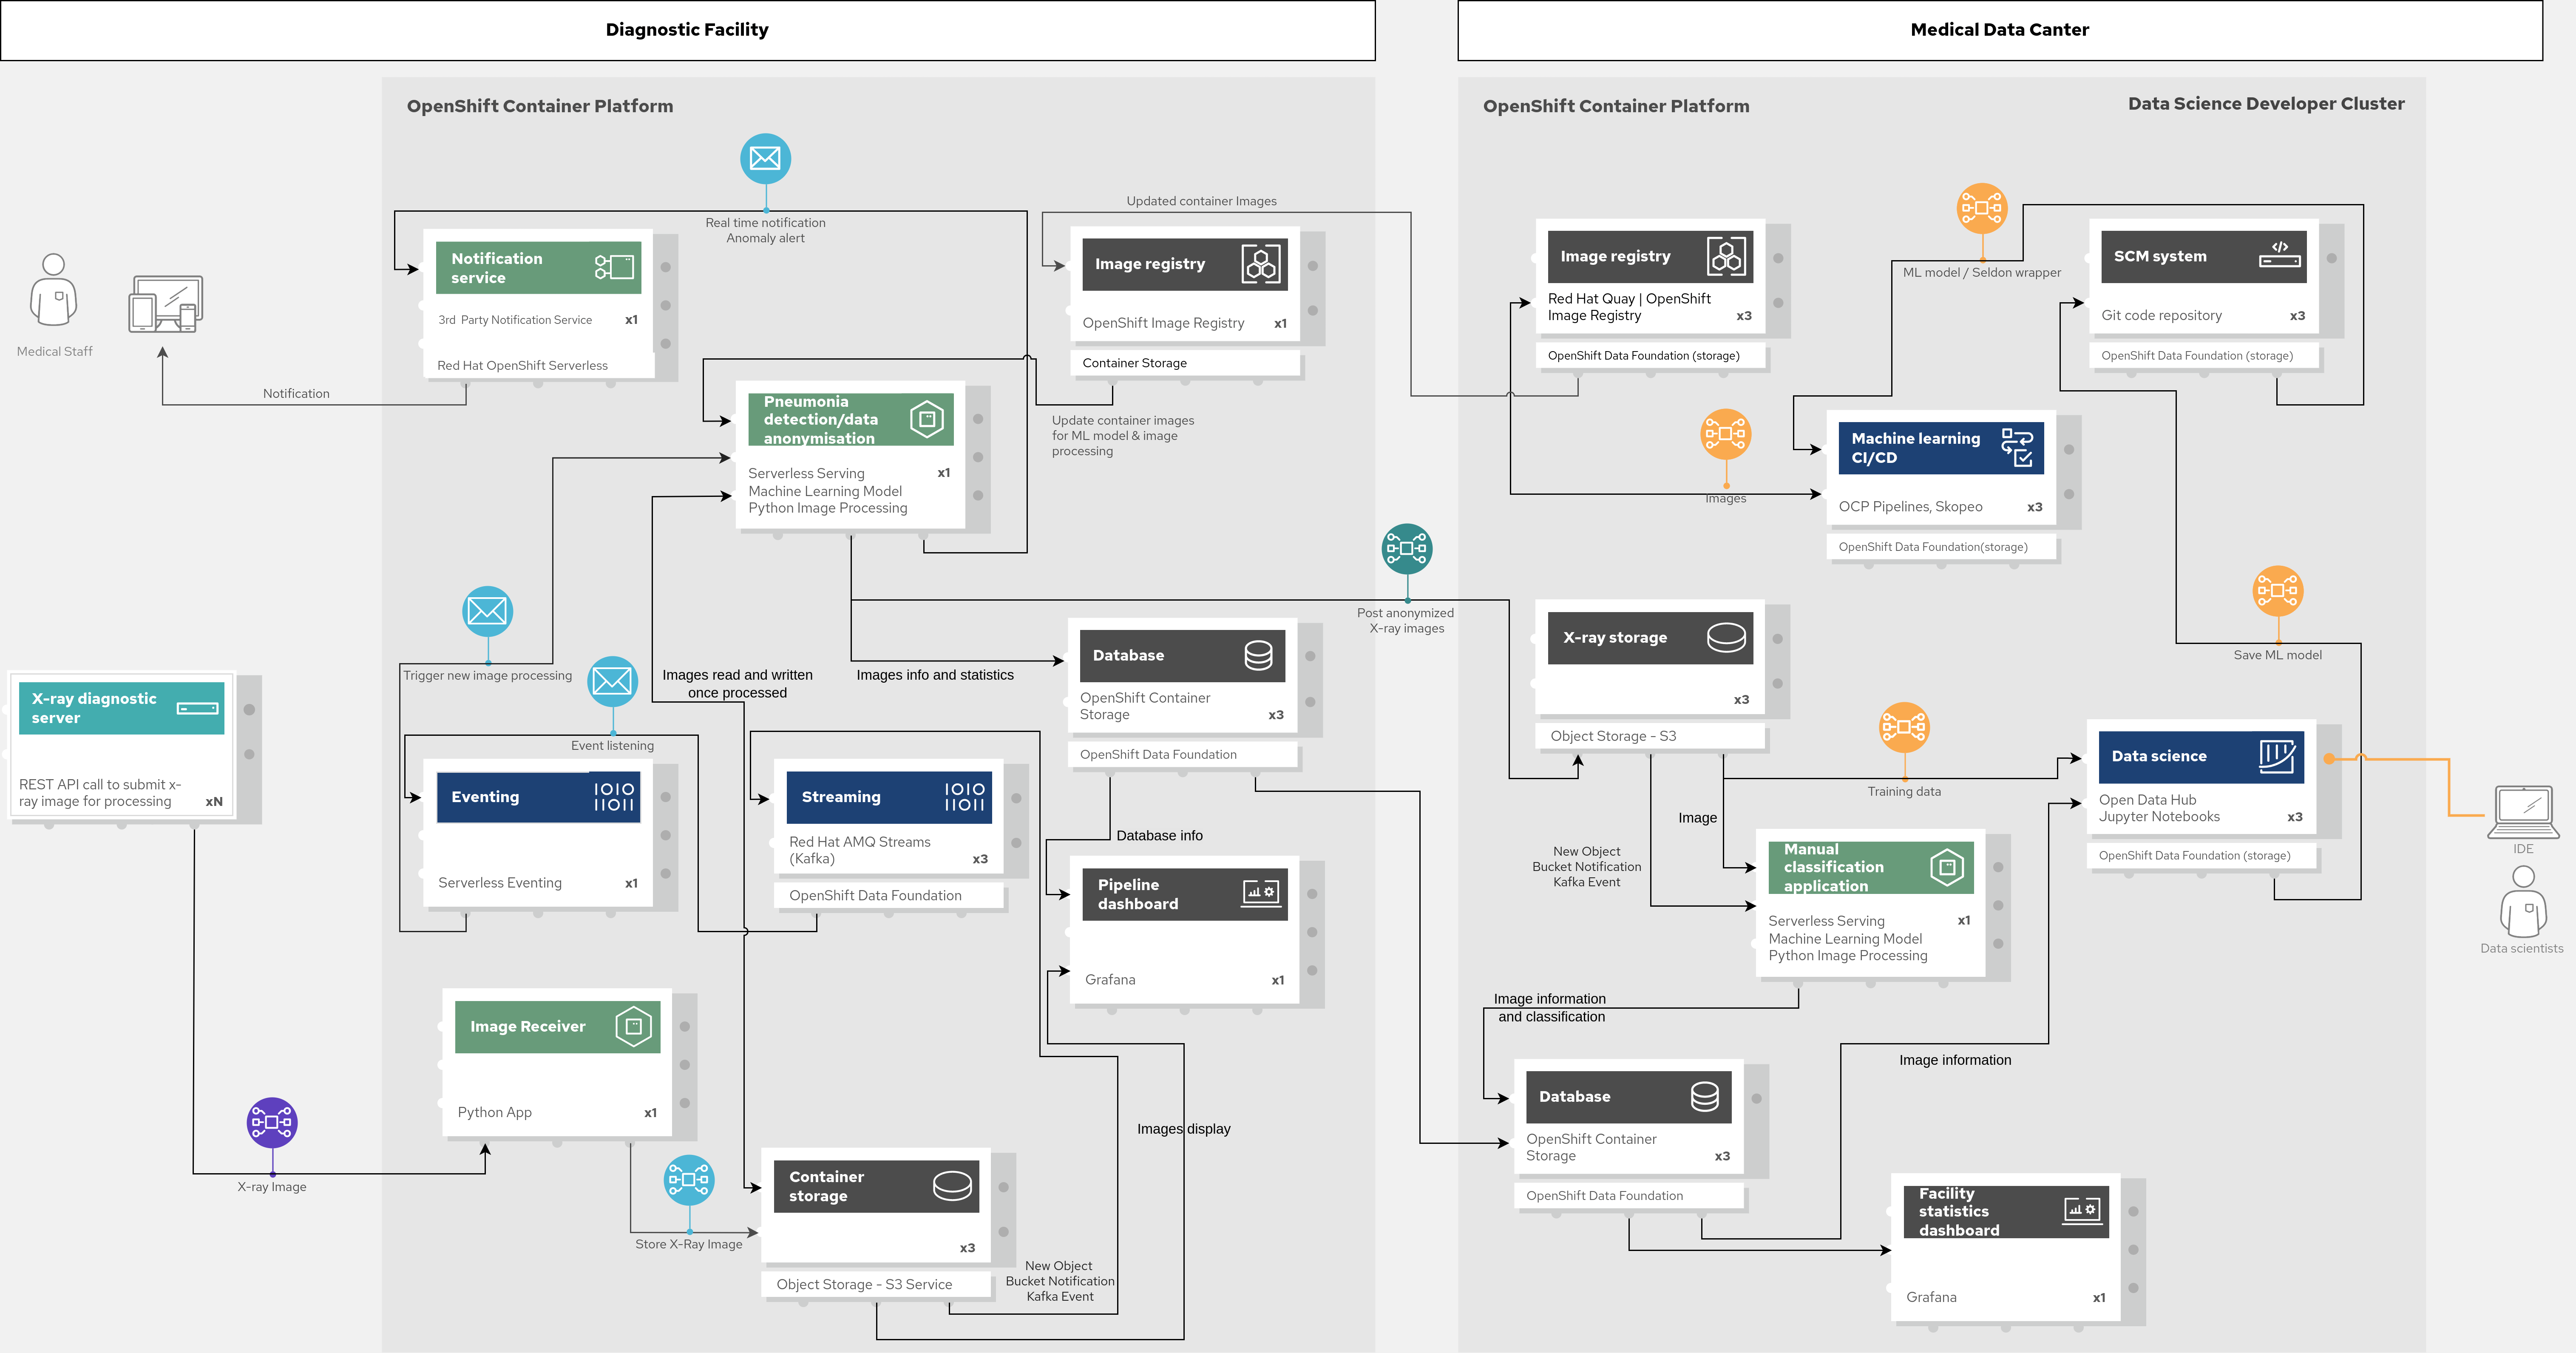 Diagnostic Facility
Medical Data Canter
OpenShift Container Platform
OpenShift Container Platform
Data Science Developer Cluster
Real time notification
Anomaly alert
Updated container Images
Medical Staff
Notification
Notification
service
3rd Party Notification Service
x1
Red Hat OpenShift Serverless
Image registry
OpenShift Image Registry
x1
Container Storage
Update container images
for ML model & image
processing
Pneumonia
detection/data
anonymisation
Serverless Serving
x1
Machine Learning Model
Python Image Processing
Trigger new image processing
Event listening
Images read and written
once processed
Images info and statistics
Database
OpenShift Container
Storage
x3
OpenShift Data Foundation
Post anonymized
X-ray images
X-ray diagnostic
server
REST API call to submit x-
ray image for processing
xN
Eventing
Serverless Eventing
x1
Streaming
Red Hat AMQ Streams
(Kafka)
x3
OpenShift Data Foundation
Database info
Pipeline
dashboard
Grafana
x1
Image Receiver
Python App
x1
X-ray Image
Store X-Ray Image
Container
storage
x3
Object Storage - S3 Service
New Object
Bucket Notification
Kafka Event
Images display
Image registry
Red Hat Quay | OpenShift
Image Registry
x3
OpenShift Data Foundation (storage)
ML model / Seldon wrapper
SCM system
Git code repository
x3
OpenShift Data Foundation (storage)
Images
Machine learning
CI/CD
OCP Pipelines, Skopeo
x3
OpenShift Data Foundation(storage)
Save ML model
X-ray storage
x3
Object Storage - S3
Training data
Image
New Object
Bucket Notification
Kafka Event
Data science
Open Data Hub
Jupyter Notebooks
x3
OpenShift Data Foundation (storage)
IDE
Data scientists
Manual
classification
application
Serverless Serving
x1
Machine Learning Model
Python Image Processing
Image information
and classification
Image information
Database
OpenShift Container
Storage
x3
OpenShift Data Foundation
Facility
statistics
dashboard
Grafana
x1